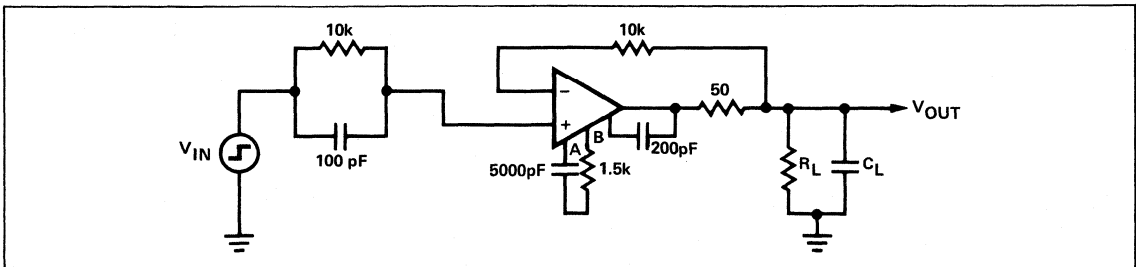 10k
10k
50
−
+
V_OUT
V_IN
100 pF
A
B
200pF
5000pF
1.5k
R_L
C_L